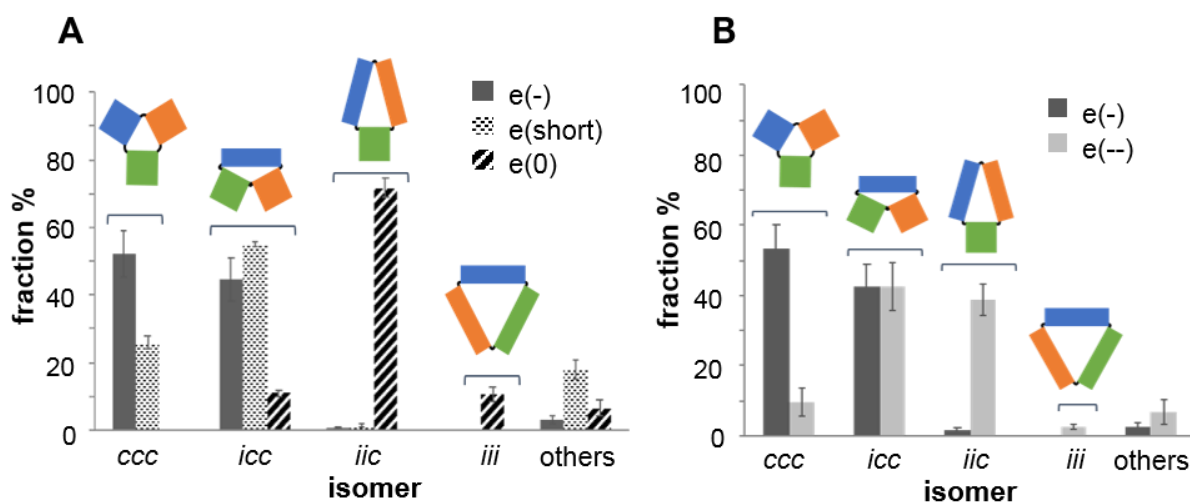 A
fraction %
100
80
60
40
20
0
e(-)
e(short)
e(0)
ccc
icc
iic
iii
others
isomer
B
fraction %
100
80
60
40
20
0
e(-)
e(--)
ccc
icc
iic
iii
others
isomer